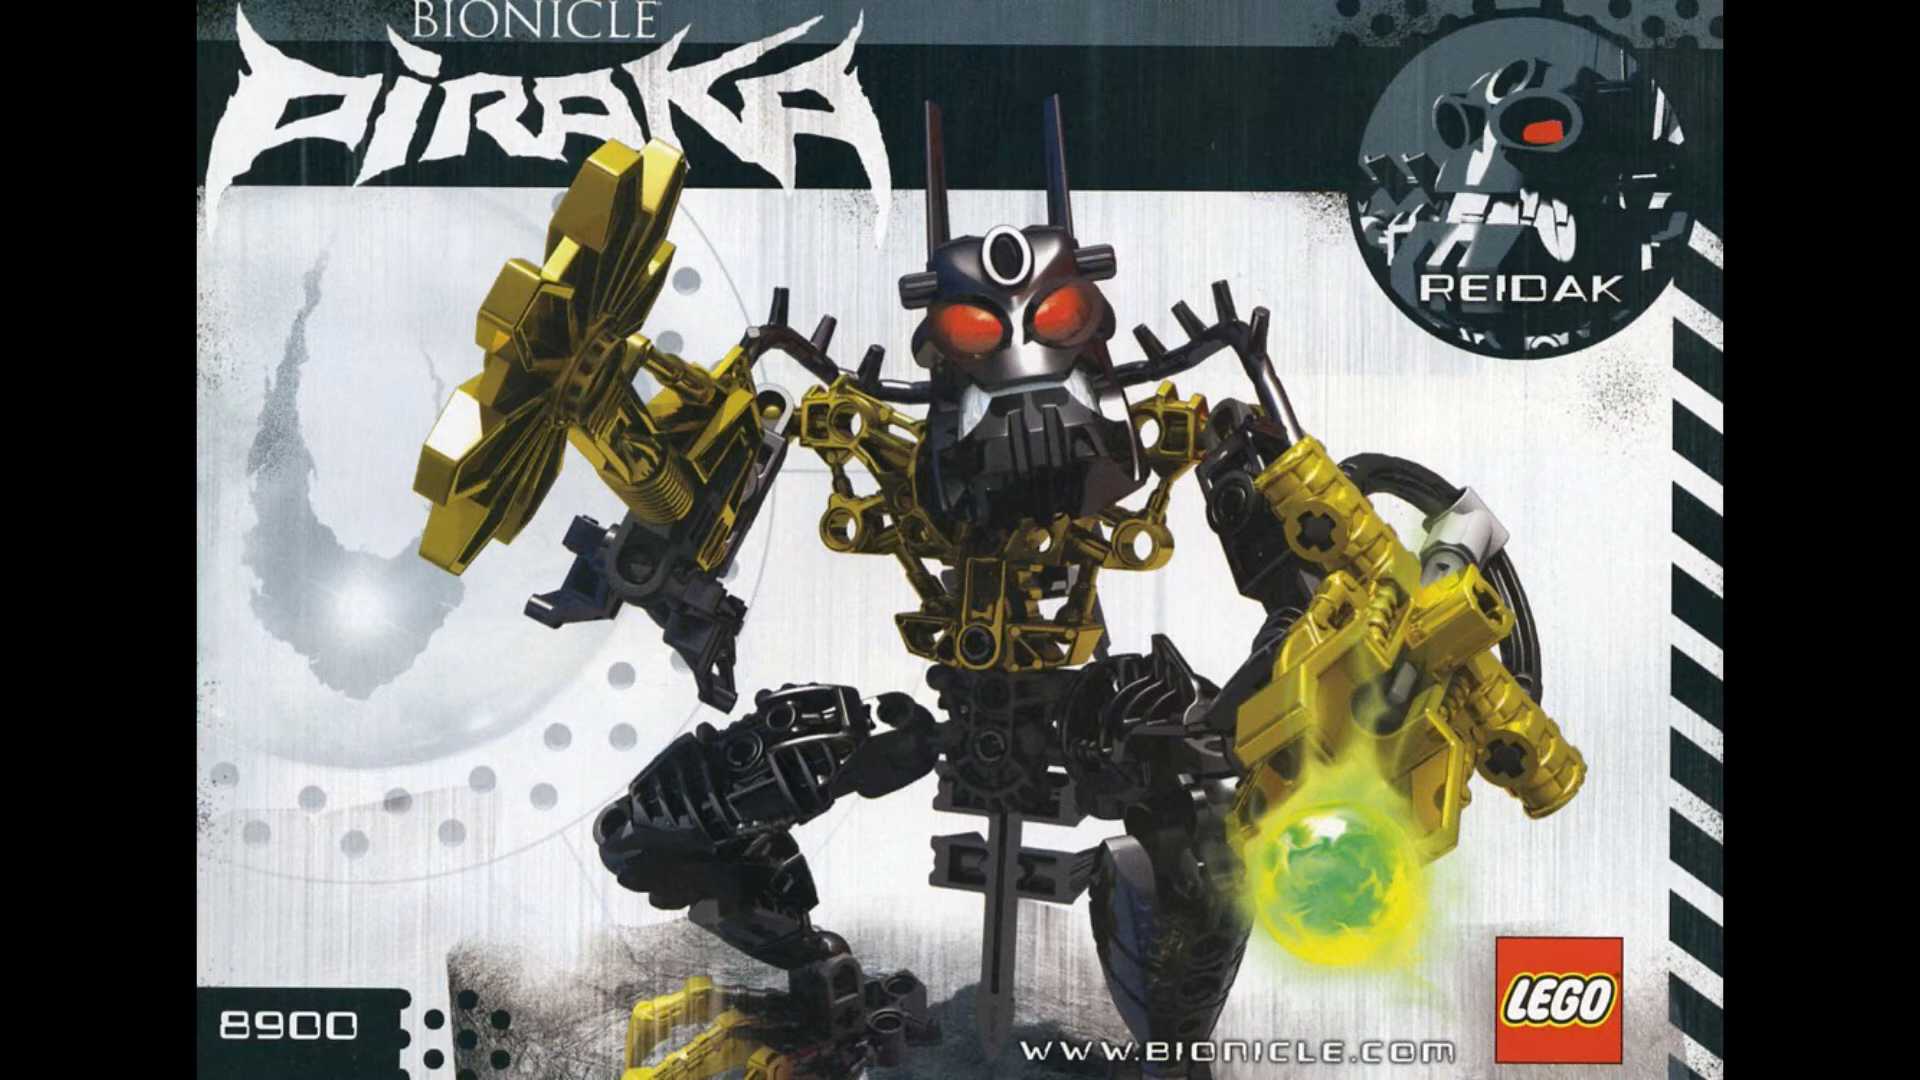 BIONICLE
PIRAKA
REIDAK
8900
WWW.BIONICLE.COM
LEGO